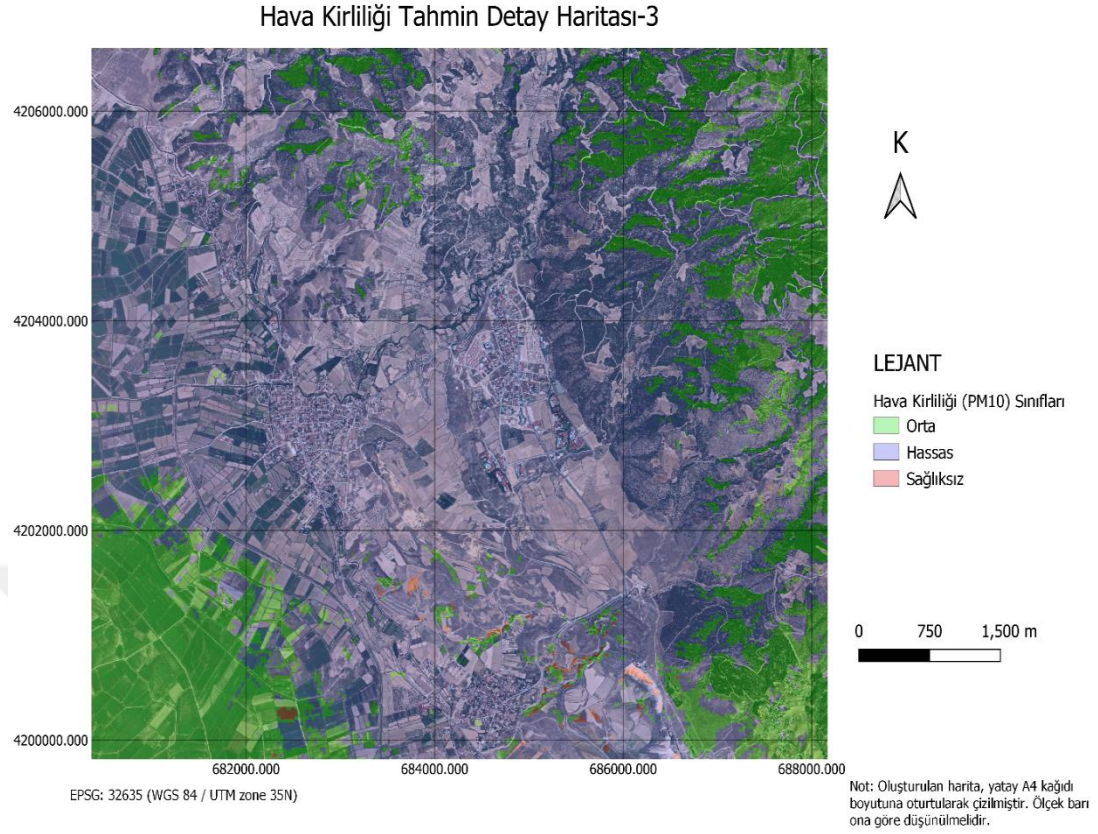 Hava Kirliliği Tahmin Detay Haritası-3
4206000.000
4204000.000
4202000.000
4200000.000
682000.000
684000.000
686000.000
688000.000
EPSG: 32635 (WGS 84 / UTM zone 35N)
K
LEJANT
Hava Kirliliği (PM10) Sınıfları
Orta
Hassas
Sağlıksız
0 750 1,500 m
Not: Oluşturulan harita, yatay A4 kağıdı
boyutuna oturtularak çizilmiştir. Ölçek barı
ona göre düşünülmelidir.